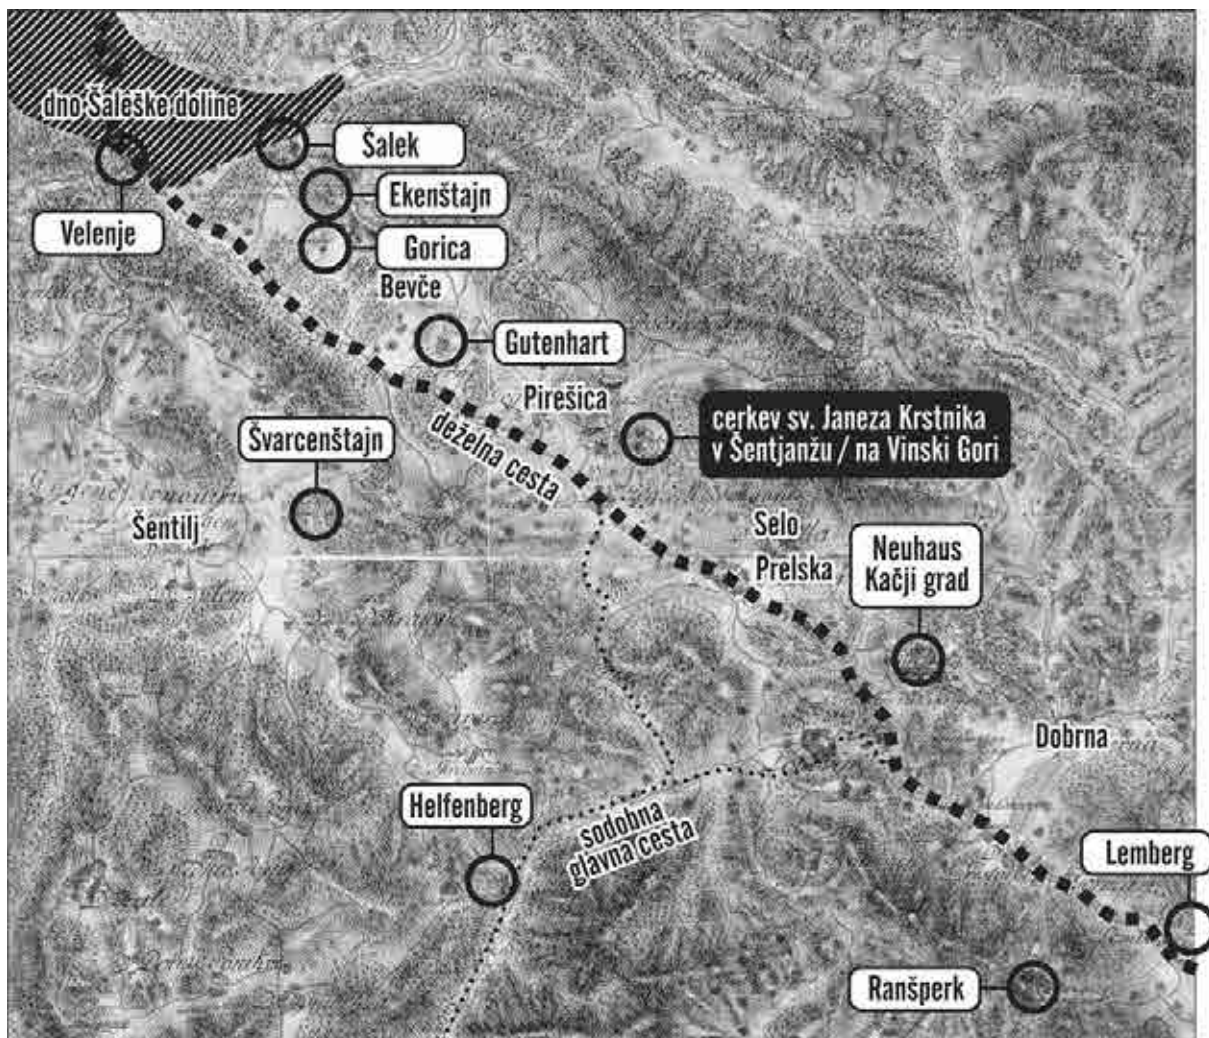 dno Šaleške doline
Šalek
Ekenštajn
Velenje
Gorica
Bevče
Gutenhart
Pirešica
cerkev sv. Janeza Krstnika
v Šentjanžu / na Vinski Gori
Švarcenštajn
deželna cesta
Šentilj
Selo
Prelska
Neuhaus
Kačji grad
Dobrna
Helfenberg
sodobna
glavna cesta
Lemberg
Ranšperk